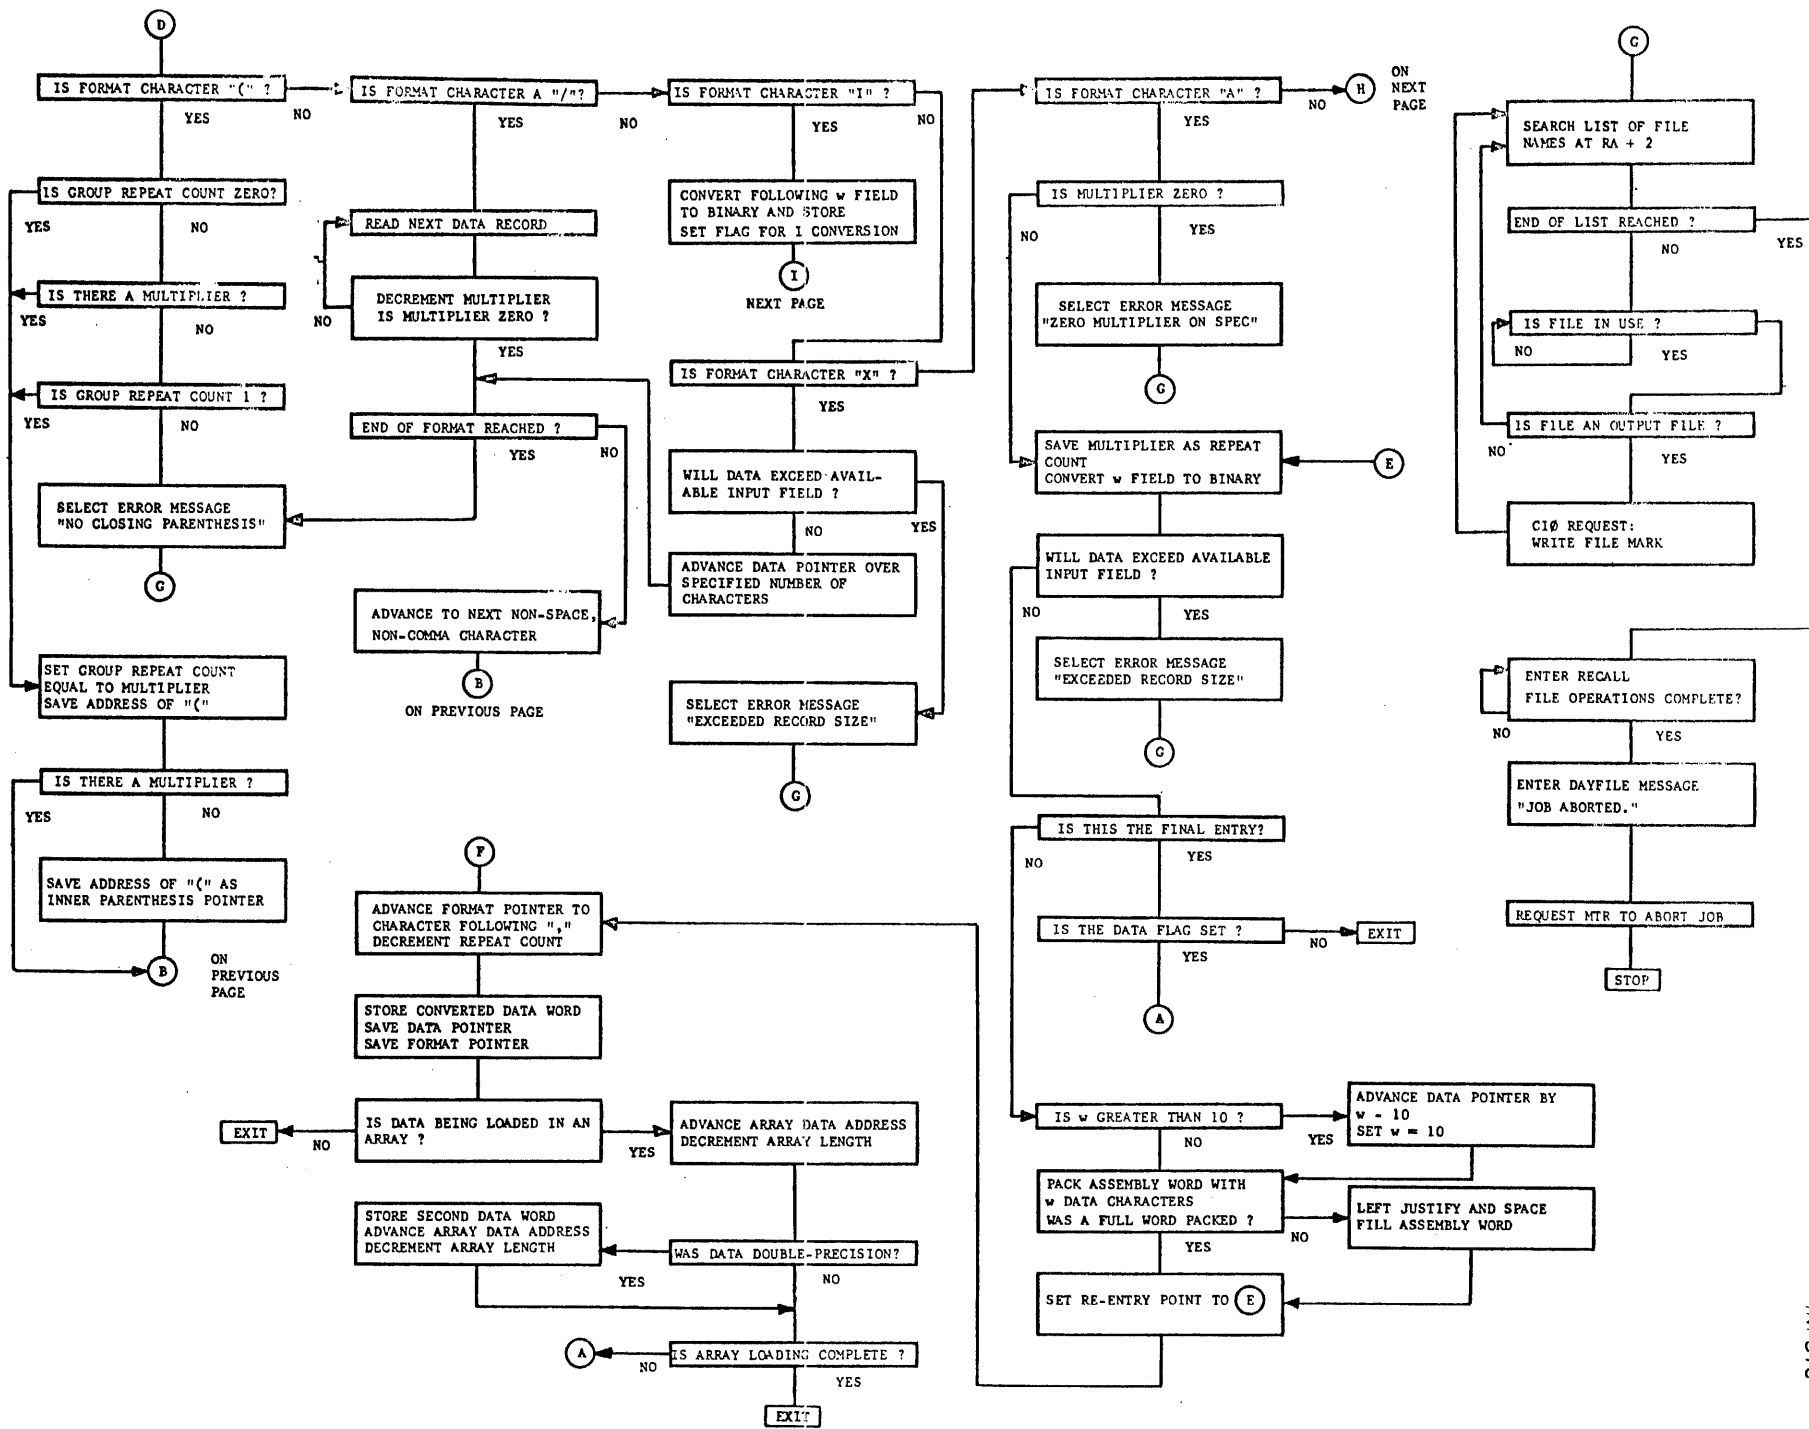 D
IS FORMAT CHARACTER "(" ?
YES
NO
IS GROUP REPEAT COUNT ZERO?
YES
NO
IS THERE A MULTIPLIER ?
YES
NO
IS GROUP REPEAT COUNT 1 ?
YES
NO
SELECT ERROR MESSAGE
"NO CLOSING PARENTHESIS"
G
SET GROUP REPEAT COUNT
EQUAL TO MULTIPLIER
SAVE ADDRESS OF "("
IS THERE A MULTIPLIER ?
YES
NO
SAVE ADDRESS OF "(" AS
INNER PARENTHESIS POINTER
B
ON
PREVIOUS
PAGE
IS FORMAT CHARACTER A "/"?
YES
NO
READ NEXT DATA RECORD
DECREMENT MULTIPLIER
IS MULTIPLIER ZERO ?
NO
YES
END OF FORMAT REACHED ?
YES
NO
ADVANCE TO NEXT NON-SPACE,
NON-COMMA CHARACTER
B
ON PREVIOUS PAGE
IS FORMAT CHARACTER "I" ?
YES
NO
CONVERT FOLLOWING w FIELD
TO BINARY AND STORE
SET FLAG FOR I CONVERSION
I
NEXT PAGE
IS FORMAT CHARACTER "X" ?
YES
WILL DATA EXCEED AVAIL-
ABLE INPUT FIELD ?
NO
YES
ADVANCE DATA POINTER OVER
SPECIFIED NUMBER OF
CHARACTERS
SELECT ERROR MESSAGE
"EXCEEDED RECORD SIZE"
G
F
ADVANCE FORMAT POINTER TO
CHARACTER FOLLOWING ","
DECREMENT REPEAT COUNT
STORE CONVERTED DATA WORD
SAVE DATA POINTER
SAVE FORMAT POINTER
IS DATA BEING LOADED IN AN
ARRAY ?
EXIT
NO
YES
ADVANCE ARRAY DATA ADDRESS
DECREMENT ARRAY LENGTH
STORE SECOND DATA WORD
ADVANCE ARRAY DATA ADDRESS
DECREMENT ARRAY LENGTH
WAS DATA DOUBLE-PRECISION?
YES
NO
A
IS ARRAY LOADING COMPLETE ?
NO
YES
EXIT
IS FORMAT CHARACTER "A" ?
YES
NO
H
ON
NEXT
PAGE
IS MULTIPLIER ZERO ?
NO
YES
SELECT ERROR MESSAGE
"ZERO MULTIPLIER ON SPEC"
G
SAVE MULTIPLIER AS REPEAT
COUNT
CONVERT w FIELD TO BINARY
E
WILL DATA EXCEED AVAILABLE
INPUT FIELD ?
NO
YES
SELECT ERROR MESSAGE
"EXCEEDED RECORD SIZE"
G
IS THIS THE FINAL ENTRY?
NO
YES
IS THE DATA FLAG SET ?
NO
EXIT
YES
A
IS w GREATER THAN 10 ?
NO
YES
ADVANCE DATA POINTER BY
w - 10
SET w = 10
PACK ASSEMBLY WORD WITH
w DATA CHARACTERS
WAS A FULL WORD PACKED ?
YES
NO
LEFT JUSTIFY AND SPACE
FILL ASSEMBLY WORD
SET RE-ENTRY POINT TO E
G
SEARCH LIST OF FILE
NAMES AT RA + 2
END OF LIST REACHED ?
NO
YES
IS FILE IN USE ?
NO
YES
IS FILE AN OUTPUT FILE ?
NO
YES
CIØ REQUEST:
WRITE FILE MARK
ENTER RECALL
FILE OPERATIONS COMPLETE?
NO
YES
ENTER DAYFILE MESSAGE
"JOB ABORTED."
REQUEST MTR TO ABORT JOB
STOP